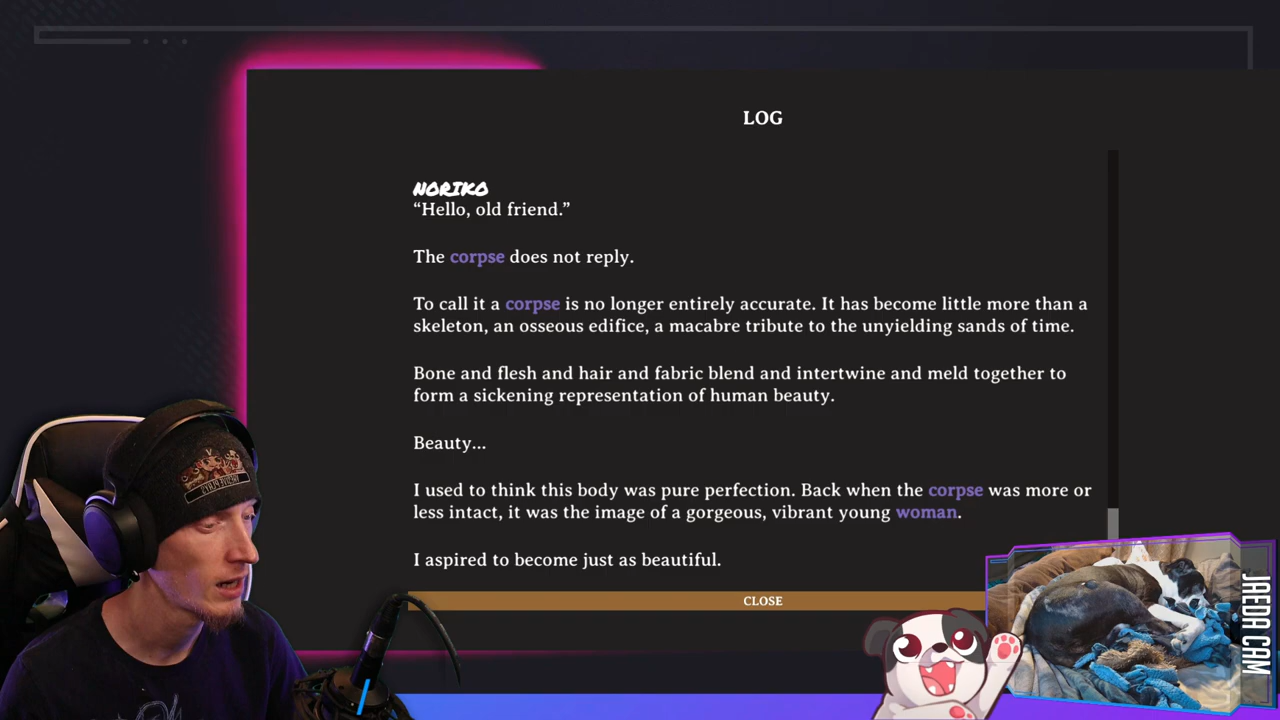 LOG
NORIKO
“Hello, old friend.”
The corpse does not reply.
To call it a corpse is no longer entirely accurate. It has become little more than a
skeleton, an osseous edifice, a macabre tribute to the unyielding sands of time.
Bone and flesh and hair and fabric blend and intertwine and meld together to
form a sickening representation of human beauty.
Beauty...
I used to think this body was pure perfection. Back when the corpse was more or
less intact, it was the image of a gorgeous, vibrant young woman.
I aspired to become just as beautiful.
CLOSE
JAEDA CAM